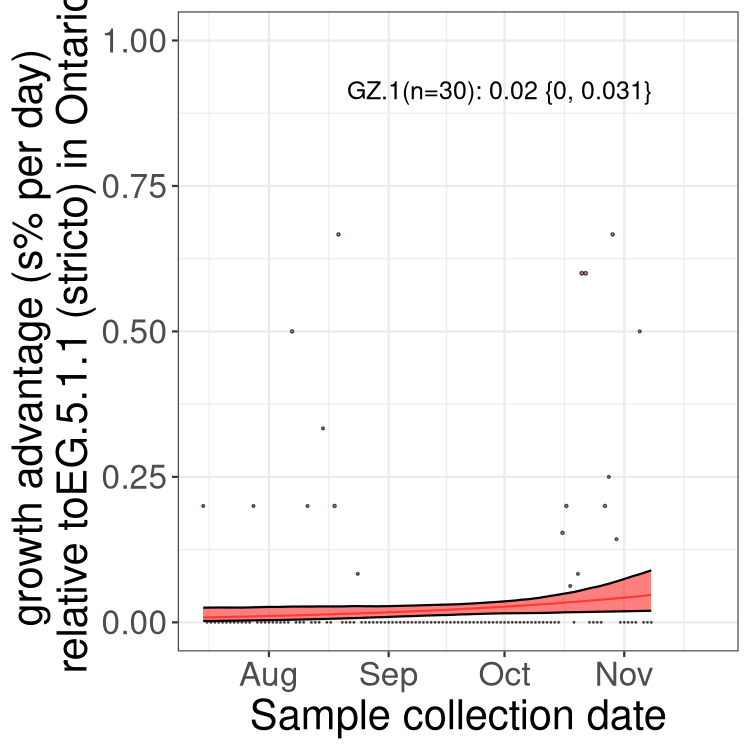 growth advantage (s% per day)
relative toEG.5.1.1 (stricto) in Ontario
1.00
0.75
0.50
0.25
0.00
GZ.1(n=30): 0.02 {0, 0.031}
Aug Sep Oct Nov
Sample collection date